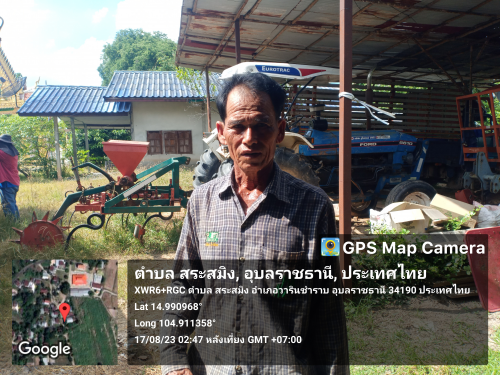 EUROTRAC
FORD
GPS Map Camera
ตำบล สระสมิง, อุบลราชธานี, ประเทศไทย
XWR6+RGC ตำบล สระสมิง อำเภอวารินชำราบ อุบลราชธานี 34190 ประเทศไทย
Lat 14.990968°
Long 104.911358°
17/08/23 02:47 หลังเที่ยง GMT +07:00
Google